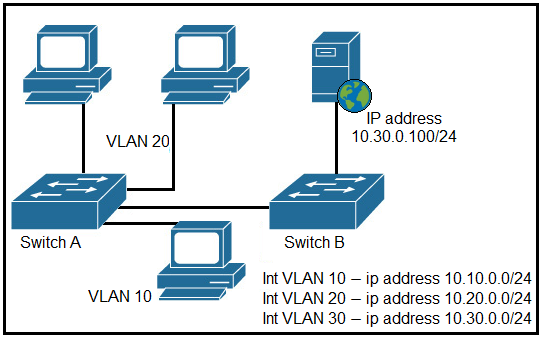 VLAN 20
IP address
10.30.0.100/24
Switch A
Switch B
VLAN 10
Int VLAN 10 – ip address 10.10.0.0/24
Int VLAN 20 – ip address 10.20.0.0/24
Int VLAN 30 – ip address 10.30.0.0/24